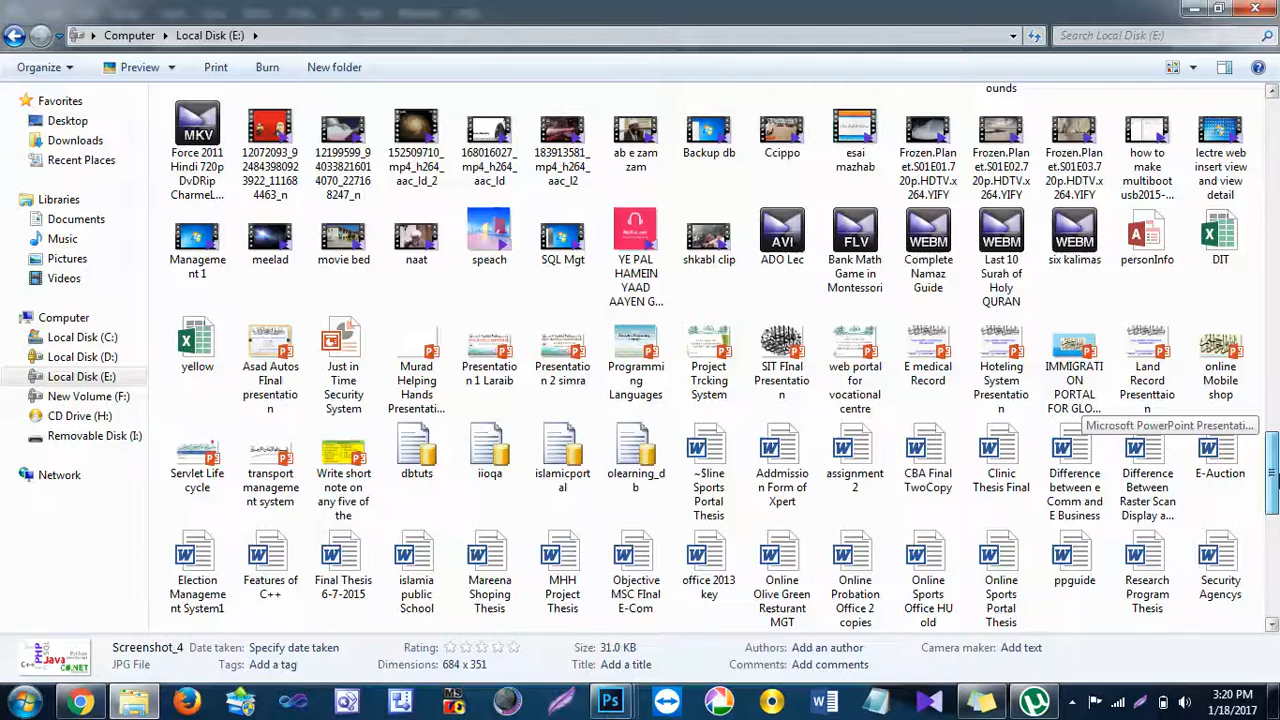 Computer Local Disk (E:)
Search Local Disk (E:)
Organize Preview Print Burn New folder
Favorites
Desktop
Downloads
Recent Places
Libraries
Documents
Music
Pictures
Videos
Computer
Local Disk (C:)
Local Disk (D:)
Local Disk (E:)
New Volume (F:)
CD Drive (H:)
Removable Disk (I:)
Network
ounds
MKV
Force 2011
Hindi 720p
DvDRip
CharmeL...
12072093_9
2484398092
3922_11168
4463_n
12199599_9
4033821601
4070_22716
8247_n
152509710_
mp4_h264_
aac_ld_2
168016027_
mp4_h264_
aac_ld
183913581_
mp4_h264_
aac_l2
ab e zam
zam
Backup db
Ccippo
esai
mazhab
Frozen.Plan
et.S01E01.7
20p.HDTV.x
264.YIFY
Frozen.Plan
et.S01E02.7
20p.HDTV.x
264.YIFY
Frozen.Plan
et.S01E03.7
20p.HDTV.x
264.YIFY
how to
make
multiboot
usb2015-...
lectre web
insert view
and view
detail
Manageme
nt 1
meelad
movie bed
naat
speach
SQL Mgt
YE PAL
HAMEIN
YAAD
AAYEN G...
shkabl clip
AVI
ADO Lec
FLV
Bank Math
Game in
Montessori
WEBM
Complete
Namaz
Guide
WEBM
Last 10
Surah of
Holy
QURAN
WEBM
six kalimas
personInfo
DIT
yellow
Asad Autos
FInal
presentatio
n
Just in
Time
Security
System
Murad
Helping
Hands
Presentati...
Presentatio
n 1 Laraib
Presentatio
n 2 simra
Programmi
ng
Languages
Project
Trcking
System
SIT FInal
Presentatio
n
web portal
for
vocational
centre
E medical
Record
Hoteling
System
Presentatio
n
IMMIGRATI
ON
PORTAL
FOR GLO...
Land
Record
Presenttaio
n
online
Mobile
shop
Microsoft PowerPoint Presentati...
Servlet Life
cycle
transport
manageme
nt system
Write short
note on
any five of
the
dbtuts
iioqa
islamicport
al
olearning_d
b
~$line
Sports
Portal
Thesis
Addmissio
n Form of
Xpert
assignment
2
CBA Final
TwoCopy
Clinic
Thesis Final
Difference
between e
Comm and
E Business
Difference
Between
Raster Scan
Display a...
E-Auction
Election
Manageme
nt System1
Features of
C++
Final Thesis
6-7-2015
islamia
public
School
Mareena
Shoping
Thesis
MHH
Project
Thesis
Objective
MSC FInal
E-Com
office 2013
key
Online
Olive Green
Resturant
MGT
Online
Probation
Office 2
copies
Online
Sports
Office HU
old
Online
Sports
Portal
Thesis
ppguide
Research
Program
Thesis
Security
Agencys
Screenshot_4 Date taken: Specify date taken Rating: Size: 31.0 KB Authors: Add an author Camera maker: Add text
JPG File Tags: Add a tag Dimensions: 684 x 351 Title: Add a title Comments: Add comments
3:20 PM
1/18/2017